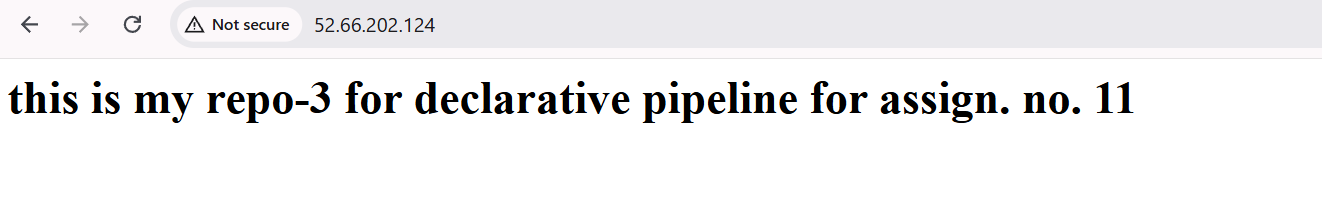 Not secure 52.66.202.124
this is my repo-3 for declarative pipeline for assign. no. 11